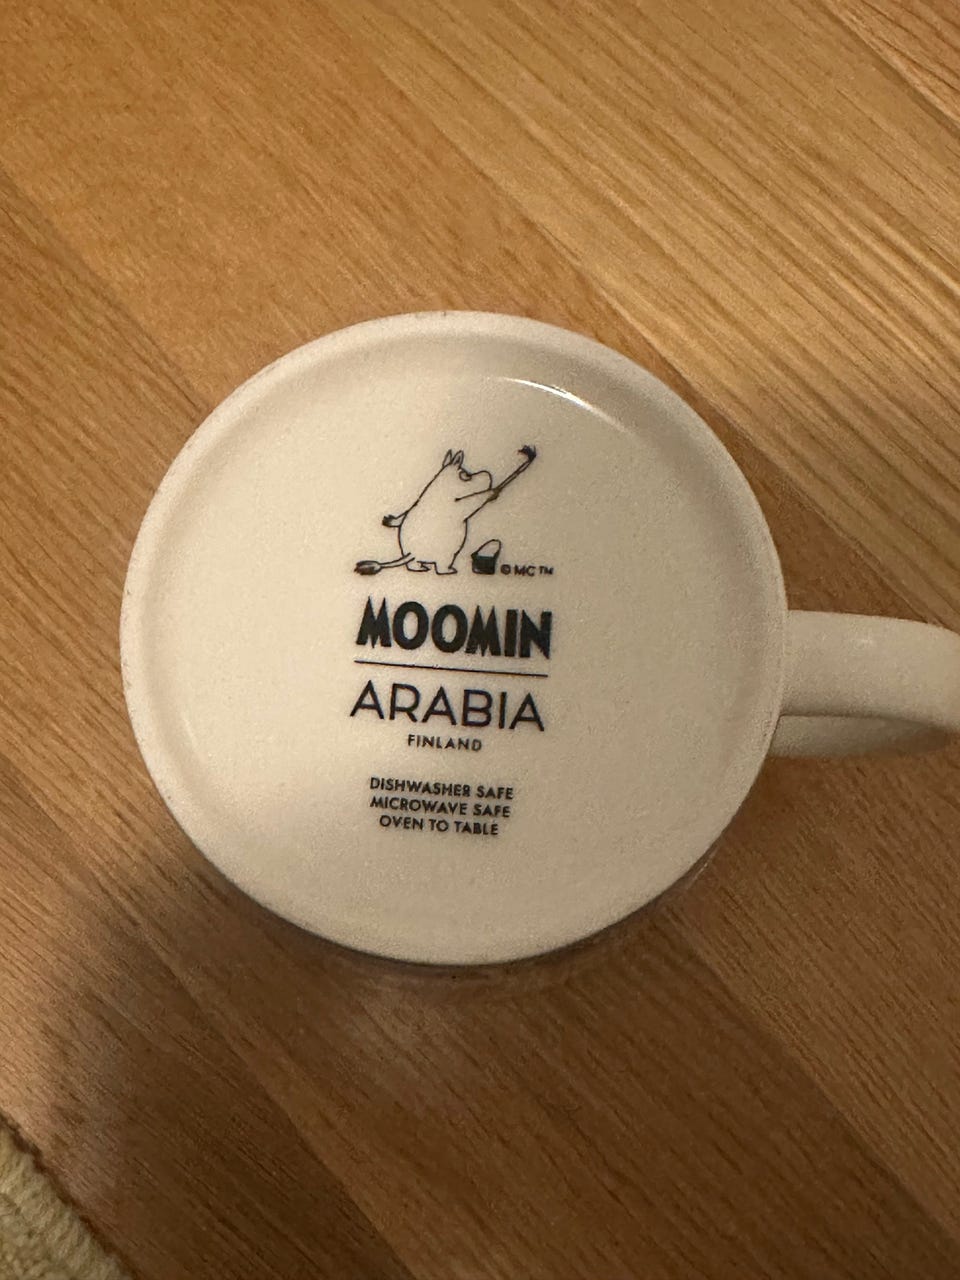 © MC™
MOOMIN
ARABIA
FINLAND
DISHWASHER SAFE
MICROWAVE SAFE
OVEN TO TABLE